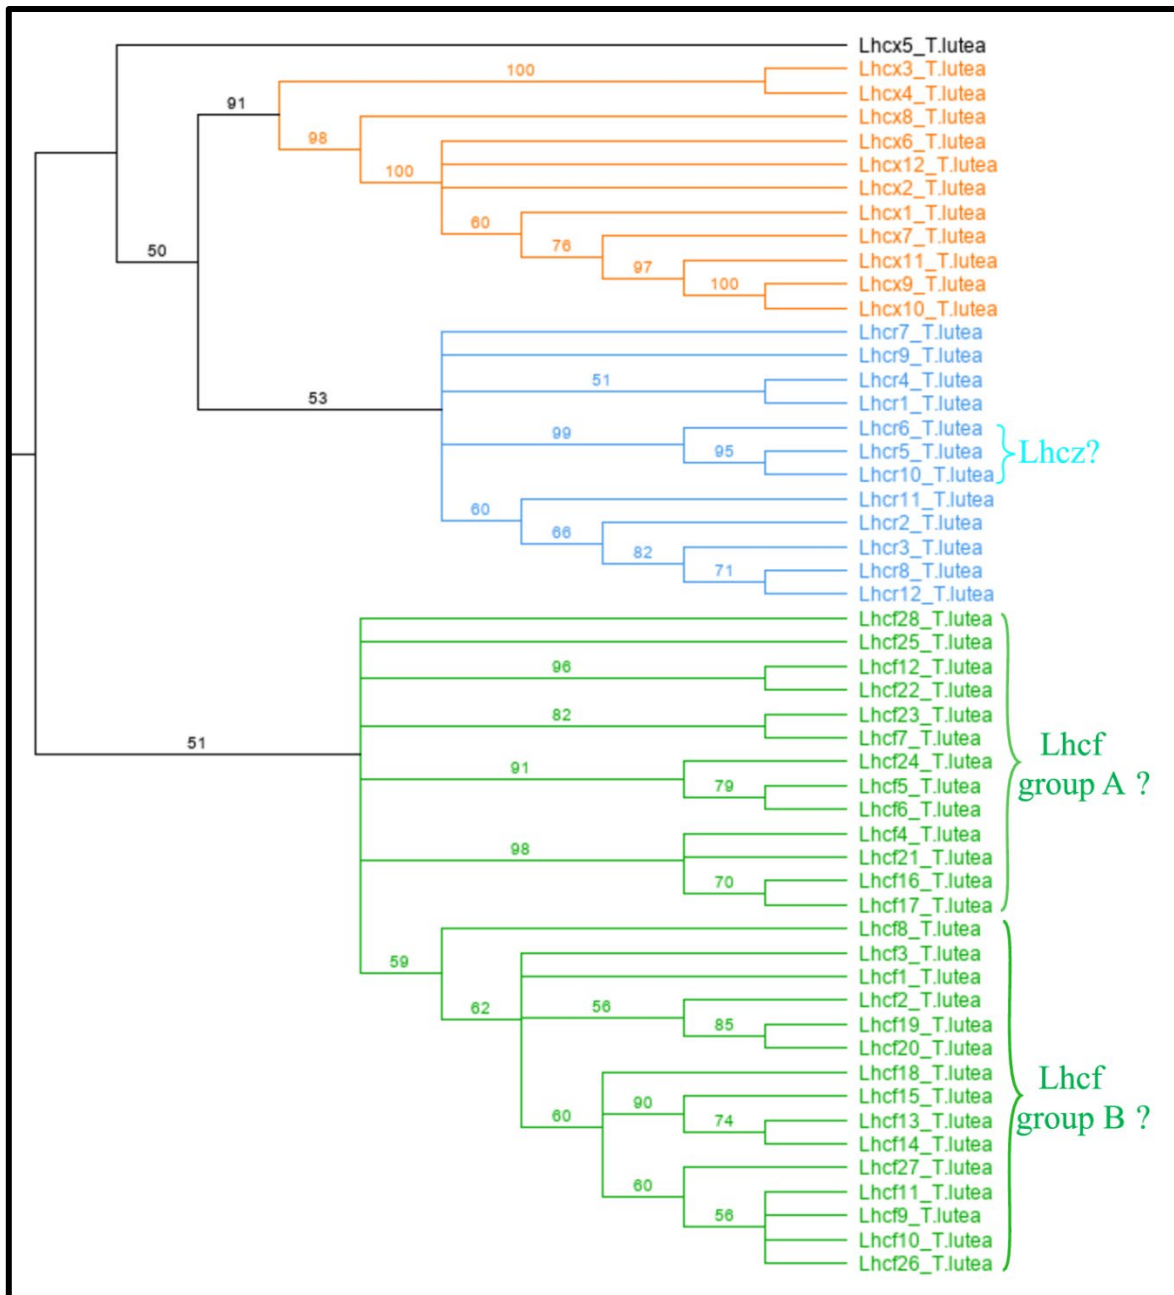 Lhcx5_T.lutea
100
Lhcx3_T.lutea
Lhcx4_T.lutea
91
Lhcx8_T.lutea
98
Lhcx6_T.lutea
Lhcx12_T.lutea
100
Lhcx2_T.lutea
Lhcx1_T.lutea
60
Lhcx7_T.lutea
76
Lhcx11_T.lutea
50
97
Lhcx9_T.lutea
100
Lhcx10_T.lutea
Lhcr7_T.lutea
Lhcr9_T.lutea
51
Lhcr4_T.lutea
Lhcr1_T.lutea
53
Lhcr6_T.lutea
99
Lhcr5_T.lutea
95
Lhcz?
Lhcr10_T.lutea
Lhcr11_T.lutea
60
Lhcr2_T.lutea
66
Lhcr3_T.lutea
82
Lhcr8_T.lutea
71
Lhcr12_T.lutea
Lhcf28_T.lutea
Lhcf25_T.lutea
96
Lhcf12_T.lutea
Lhcf22_T.lutea
82
Lhcf23_T.lutea
Lhcf7_T.lutea
51
Lhcf24_T.lutea
91
Lhcf5_T.lutea
79
Lhcf6_T.lutea
Lhcf
group A ?
Lhcf4_T.lutea
98
Lhcf21_T.lutea
Lhcf16_T.lutea
70
Lhcf17_T.lutea
Lhcf8_T.lutea
59
Lhcf3_T.lutea
Lhcf1_T.lutea
62
56
Lhcf2_T.lutea
Lhcf19_T.lutea
85
Lhcf20_T.lutea
Lhcf18_T.lutea
90
Lhcf15_T.lutea
60
74
Lhcf13_T.lutea
Lhcf14_T.lutea
Lhcf
group B ?
Lhcf27_T.lutea
60
Lhcf11_T.lutea
56
Lhcf9_T.lutea
Lhcf10_T.lutea
Lhcf26_T.lutea